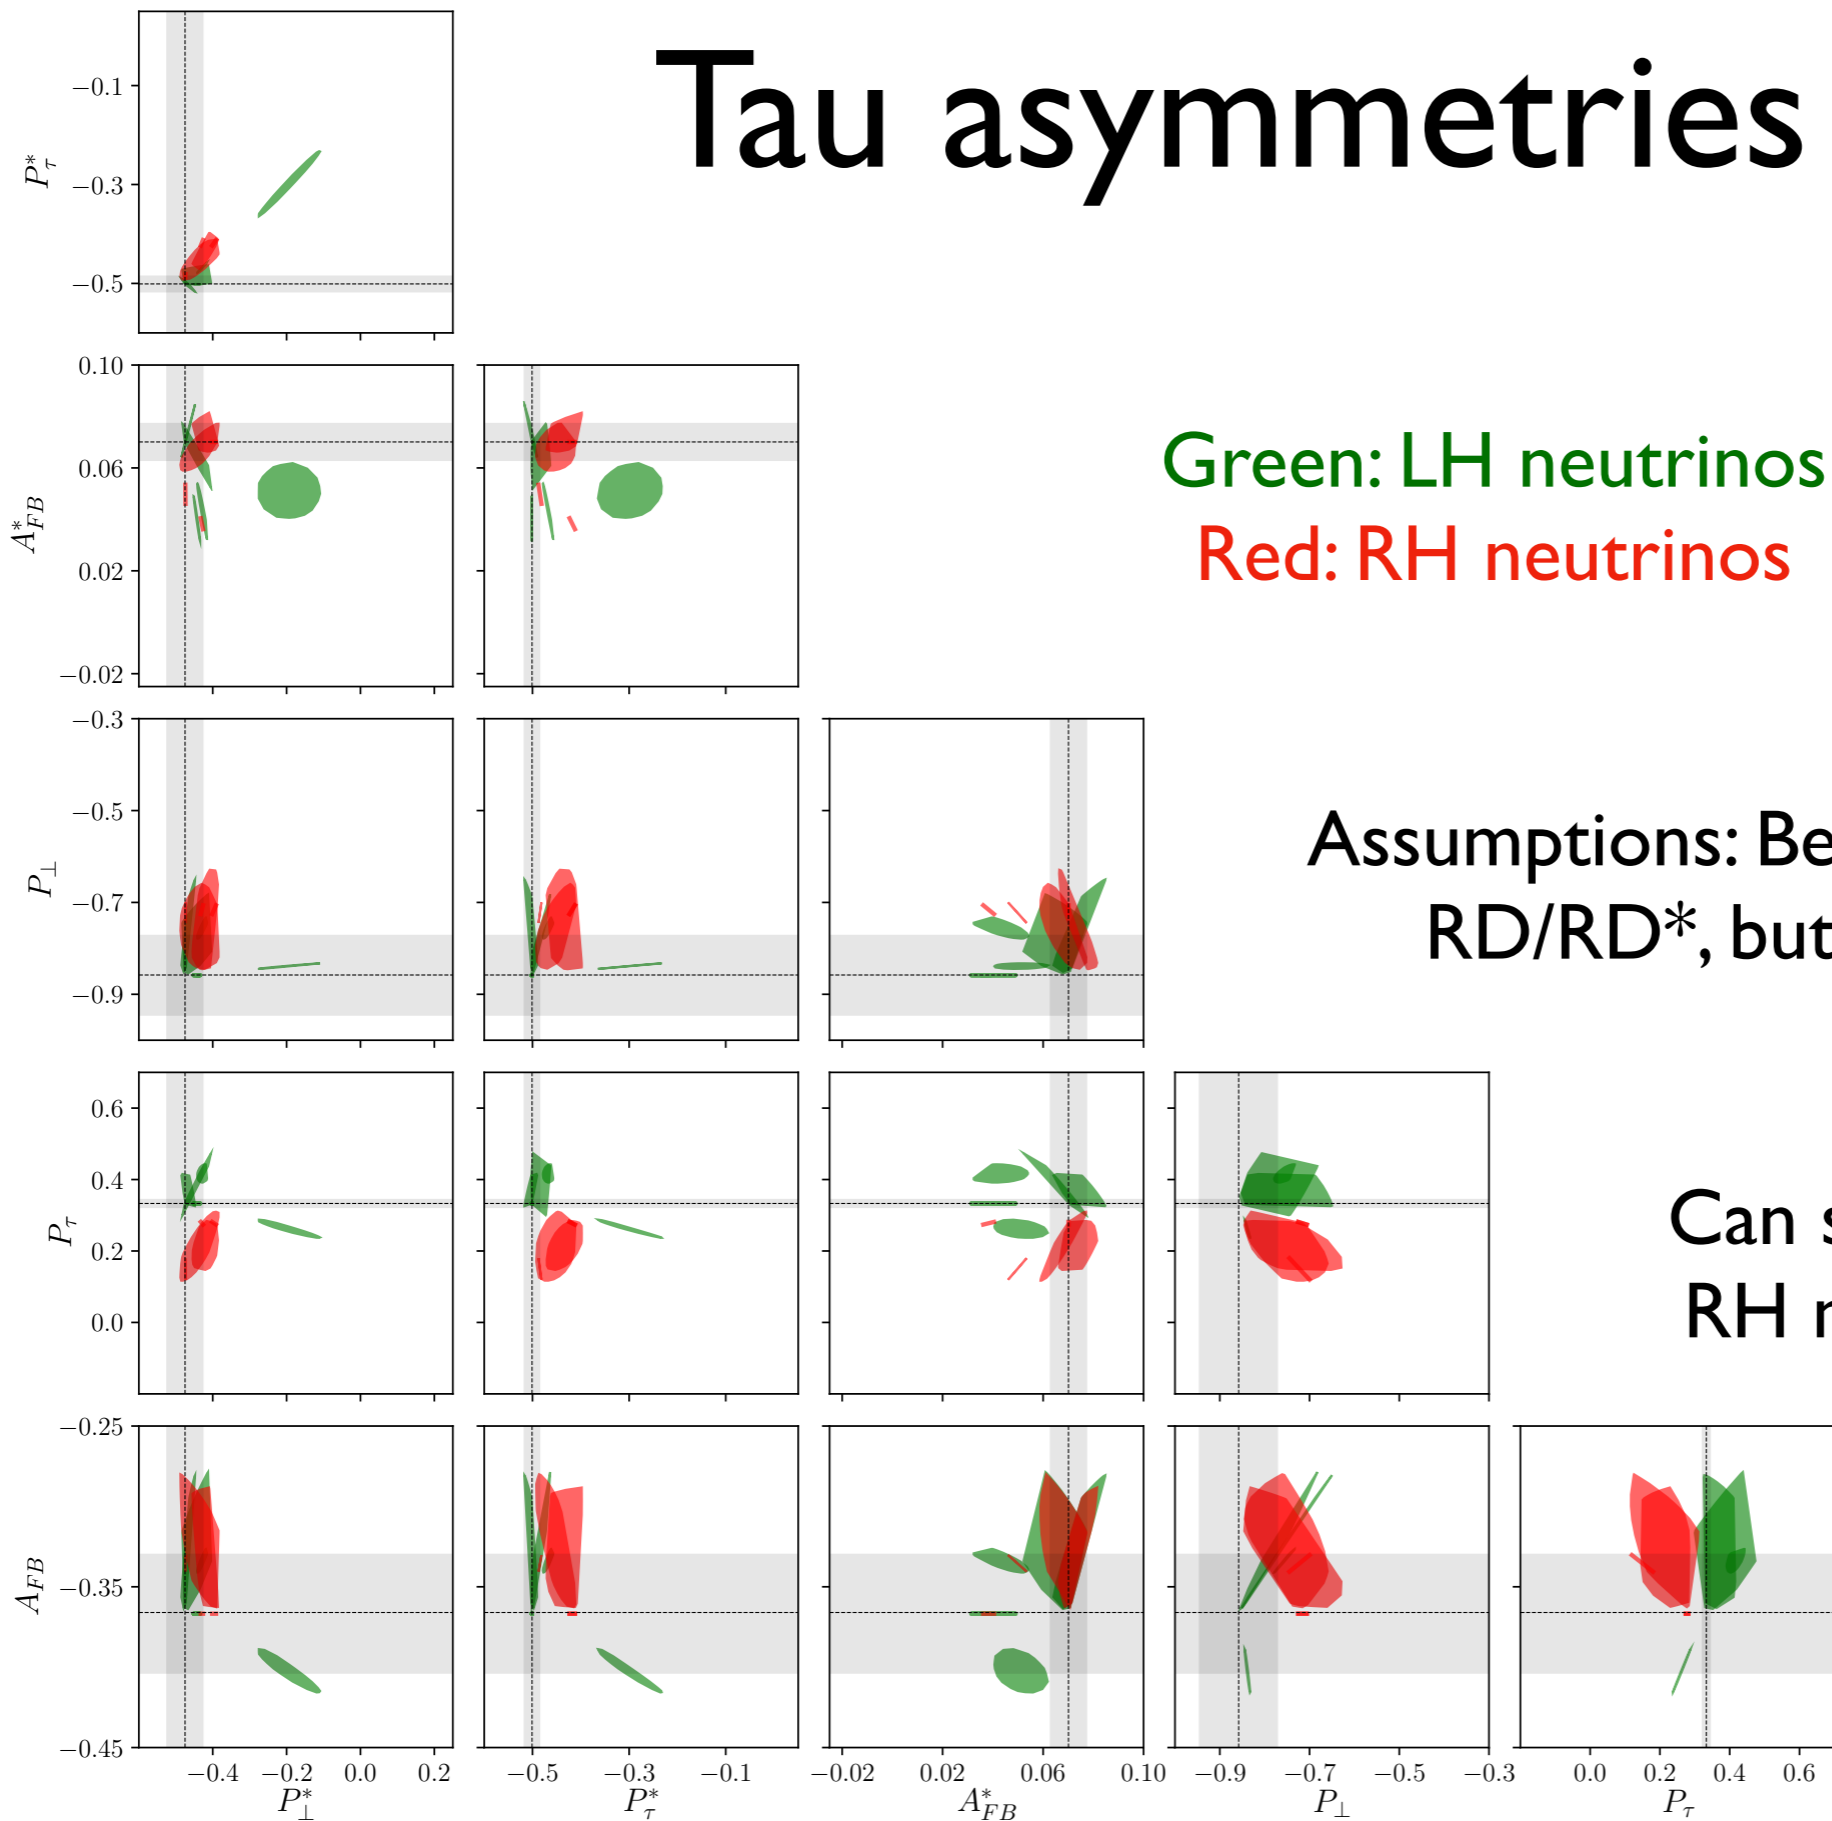 Tau asymmetries
−0.1
−0.3
−0.5
P*τ
Green: LH neutrinos
Red: RH neutrinos
0.10
0.06
0.02
−0.02
A*FB
Assumptions: Be
RD/RD*, but
−0.3
−0.5
−0.7
−0.9
P⊥
Can s
RH
0.6
0.4
0.2
0.0
Pτ
−0.25
−0.35
−0.45
AFB
−0.4 −0.2 0.0 0.2 −0.5 −0.3 −0.1 −0.02 0.02 0.06 0.10 −0.9 −0.7 −0.5 −0.3 0.0 0.2 0.4 0.6
P*⊥ P*τ A*FB P⊥ Pτ